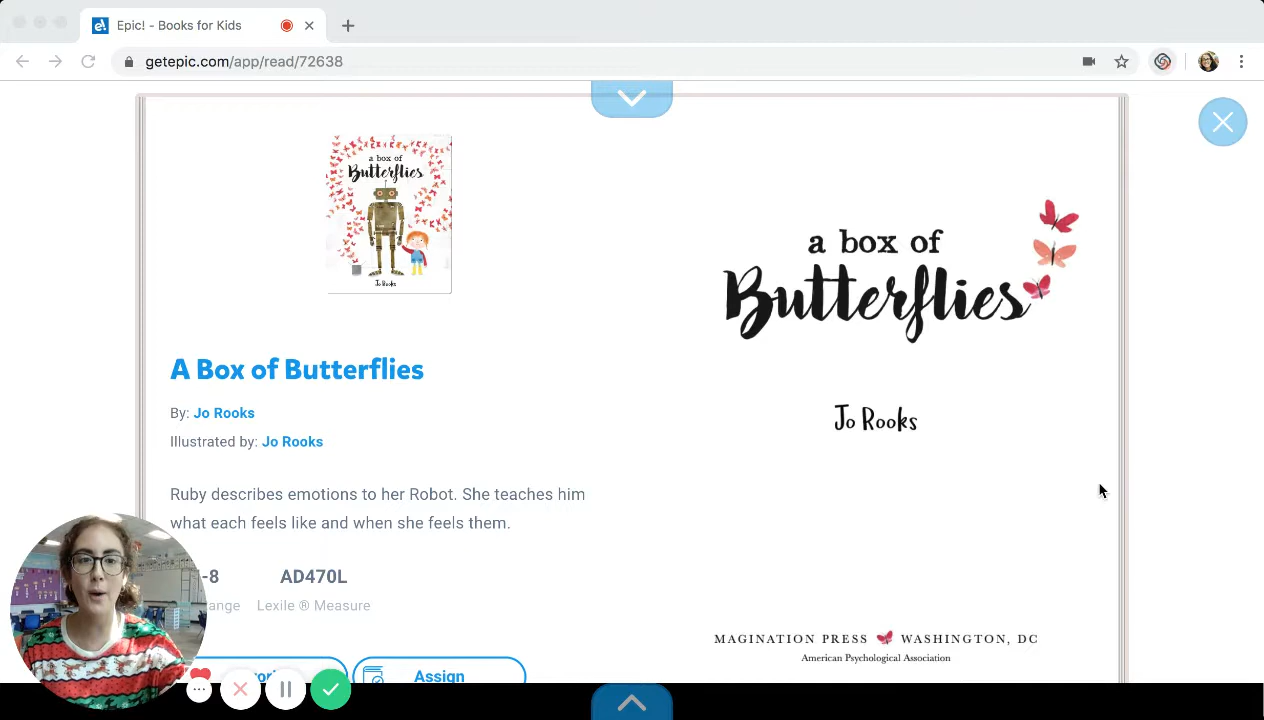 Epic! - Books for Kids
getepic.com/app/read/72638
a box of
Butterflies
Jo Rooks
A Box of Butterflies
By: Jo Rooks
Illustrated by: Jo Rooks
Ruby describes emotions to her Robot. She teaches him
what each feels like and when she feels them.
-8
AD470L
ange
Lexile ® Measure
Assign
a box of
Butterflies
Jo Rooks
MAGINATION PRESS WASHINGTON, DC
American Psychological Association